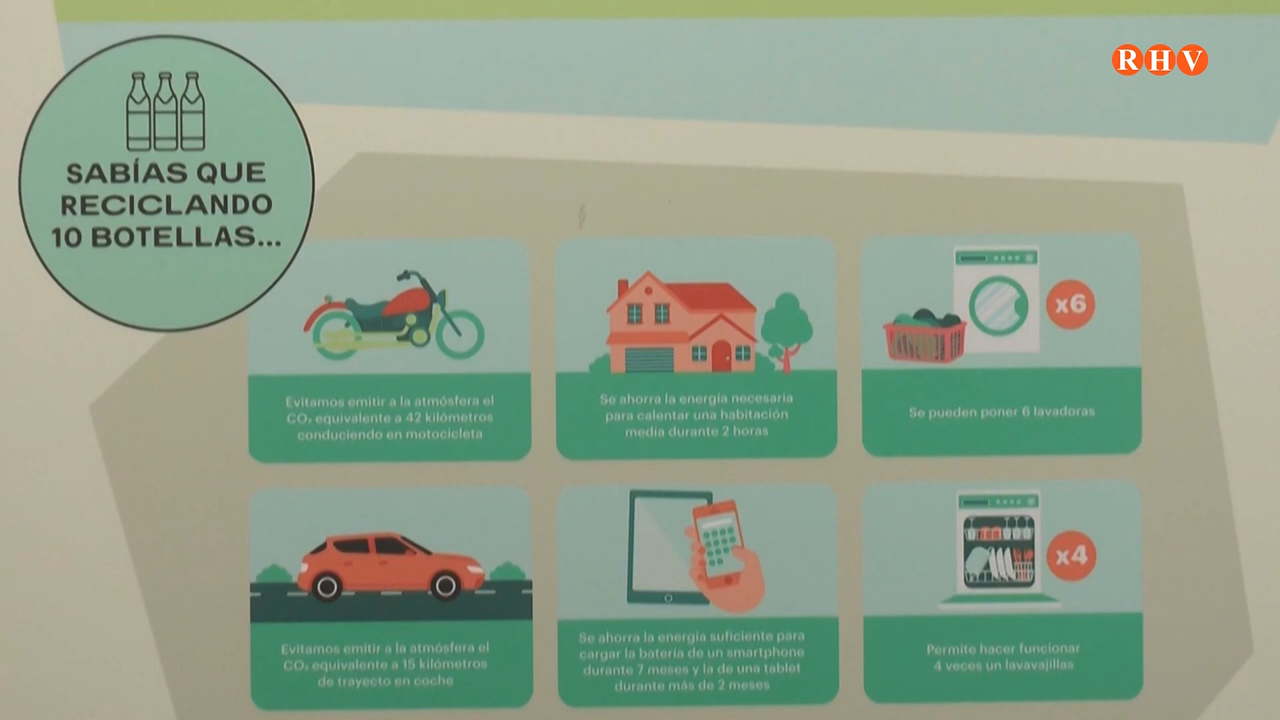 RHV
SABÍAS QUE
RECICLANDO
10 BOTELLAS...
Evitamos emitir a la atmósfera el
CO₂ equivalente a 42 kilómetros
conduciendo en motocicleta
Se ahorra la energía necesaria
para calentar una habitación
media durante 2 horas
x6
Se pueden poner 6 lavadoras
Evitamos emitir a la atmósfera el
CO₂ equivalente a 15 kilómetros
de trayecto en coche
Se ahorra la energía suficiente para
cargar la batería de un smartphone
durante 7 meses y la de una tablet
durante más de 2 meses
x4
Permite hacer funcionar
4 veces un lavavajillas